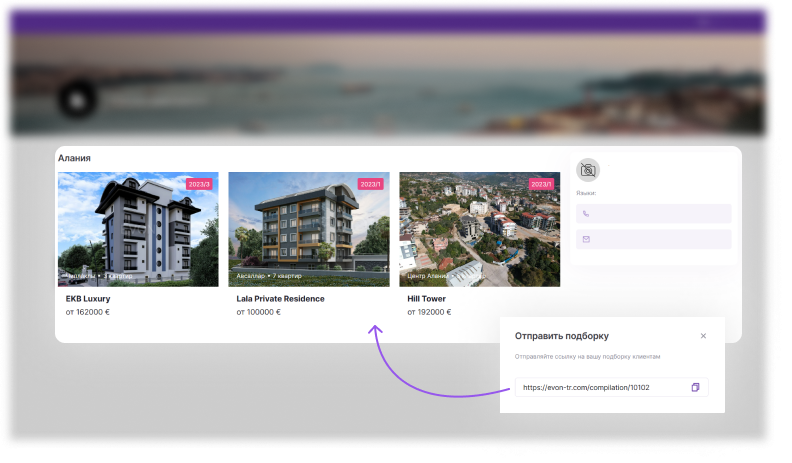 Алания
2023/3
2023/1
2023/1
квартир
Авсаллар • 7 квартир
Центр Алании •
EKB Luxury
Lala Private Residence
Hill Tower
от 162000 €
от 100000 €
от 192000 €
Языки:
Отправить подборку
Отправляйте ссылку на вашу подборку клиентам
https://evon-tr.com/compilation/10102